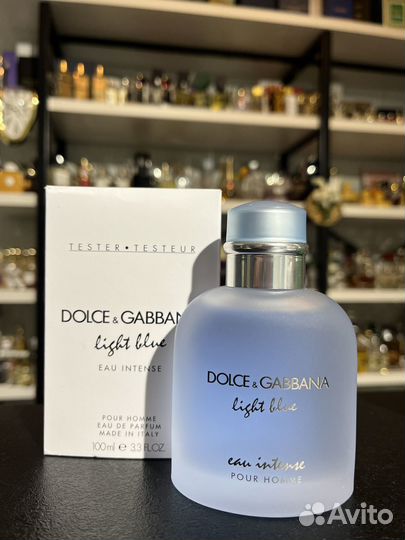 TESTER • TESTEUR
DOLCE & GABBAN
light blue
EAU INTENSE
POUR HOMME
EAU DE PARFUM
MADE IN ITALY
100ml ℮ 3.3 FL.OZ.
DOLCE & GABBANA
light blue
eau intense
POUR HOMME
Avito